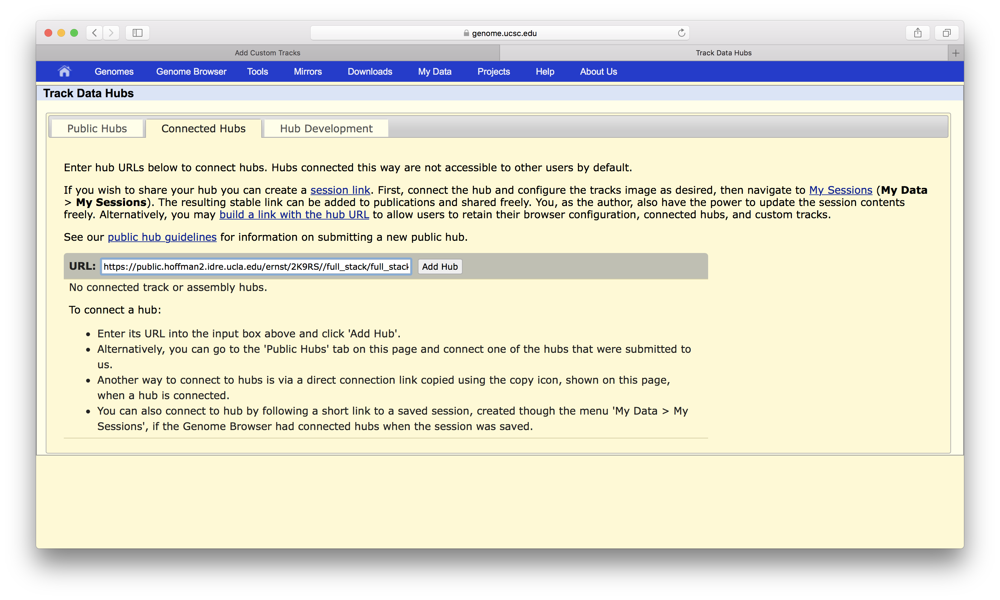 genome.ucsc.edu
Add Custom Tracks
Track Data Hubs
Genomes
Genome Browser
Tools
Mirrors
Downloads
My Data
Projects
Help
About Us
Track Data Hubs
Public Hubs
Connected Hubs
Hub Development
Enter hub URLs below to connect hubs. Hubs connected this way are not accessible to other users by default.
If you wish to share your hub you can create a session link. First, connect the hub and configure the tracks image as desired, then navigate to My Sessions (My Data
> My Sessions). The resulting stable link can be added to publications and shared freely. You, as the author, also have the power to update the session contents
freely. Alternatively, you may build a link with the hub URL to allow users to retain their browser configuration, connected hubs, and custom tracks.
See our public hub guidelines for information on submitting a new public hub.
URL: https://public.hoffman2.idre.ucla.edu/ernst/2K9RS//full_stack/full_stack Add Hub
No connected track or assembly hubs.
To connect a hub:
• Enter its URL into the input box above and click 'Add Hub'.
• Alternatively, you can go to the 'Public Hubs' tab on this page and connect one of the hubs that were submitted to
us.
• Another way to connect to hubs is via a direct connection link copied using the copy icon, shown on this page,
when a hub is connected.
• You can also connect to hub by following a short link to a saved session, created though the menu 'My Data > My
Sessions', if the Genome Browser had connected hubs when the session was saved.